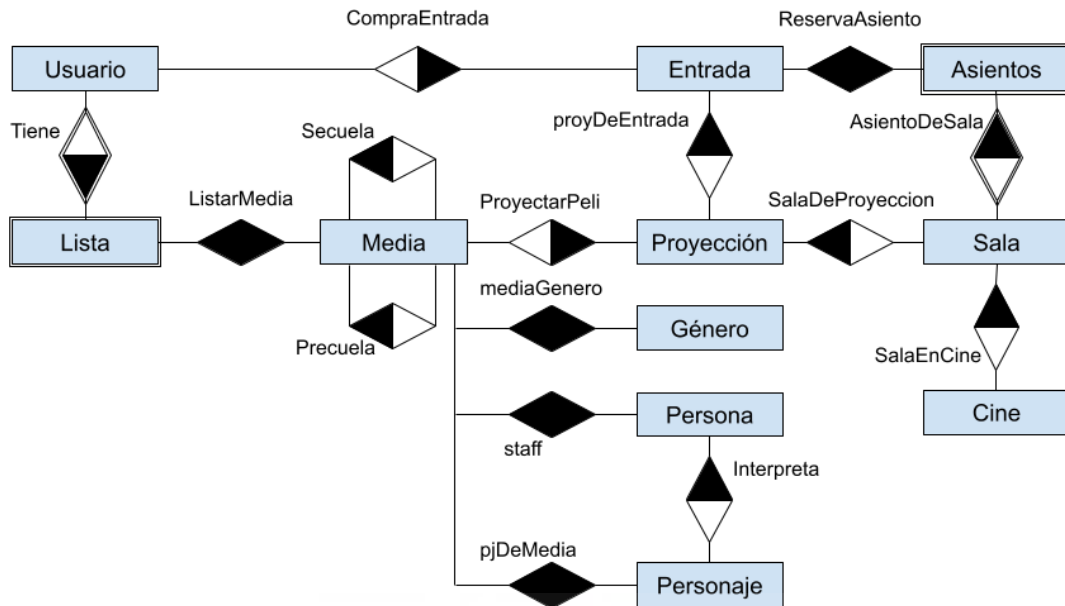 CompraEntrada
ReservaAsiento
Usuario
Entrada
Asientos
Tiene
Secuela
proyDeEntrada
AsientoDeSala
ListarMedia
ProyectarPeli
SalaDeProyeccion
Lista
Media
Proyección
Sala
mediaGenero
Género
Precuela
SalaEnCine
Persona
Cine
staff
Interpreta
pjDeMedia
Personaje